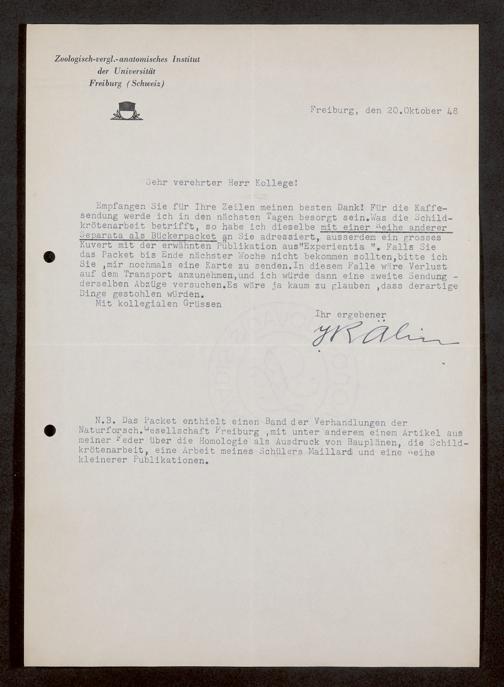 Zoologisch-vergl.-anatomisches Institut
der Universität
Freiburg (Schweiz)
Freiburg, den 20.Oktober 48
Sehr verehrter Herr Kollege!
Empfangen Sie für Ihre Zeilen meinen besten Dank! Für die Kaffe-
sendung werde ich in den nächsten Tagen besorgt sein.Was die Schild-
krötenarbeit betrifft, so habe ich dieselbe mit einer Reihe anderer
Separata als Bückerpacket an Sie adressiert, ausserdem ein grosses
Kuvert mit der erwähnten Publikation aus"Experientia ". Falls Sie
das Packet bis Ende nächster Woche nicht bekommen sollten,bitte ich
Sie ,mir nochmals eine Karte zu senden.In diesem Falle wäre Verlust
auf dem Transport anzunehmen,und ich würde dann eine zweite Sendung -
derselben Abzüge versuchen.Es wäre ja kaum zu glauben ,dass derartige
Dinge gestohlen würden.
Mit kollegialen Grüssen
Ihr ergebener
J Kälin
N.B. Das Packet enthielt einen Band der Verhandlungen der
Naturforsch.Gesellschaft Freiburg ,mit unter anderem einem Artikel aus
meiner Feder über die Homologie als Ausdruck von Bauplänen, die Schild-
krötenarbeit, eine Arbeit meines Schülers Maillard und eine Reihe
kleinerer Publikationen.